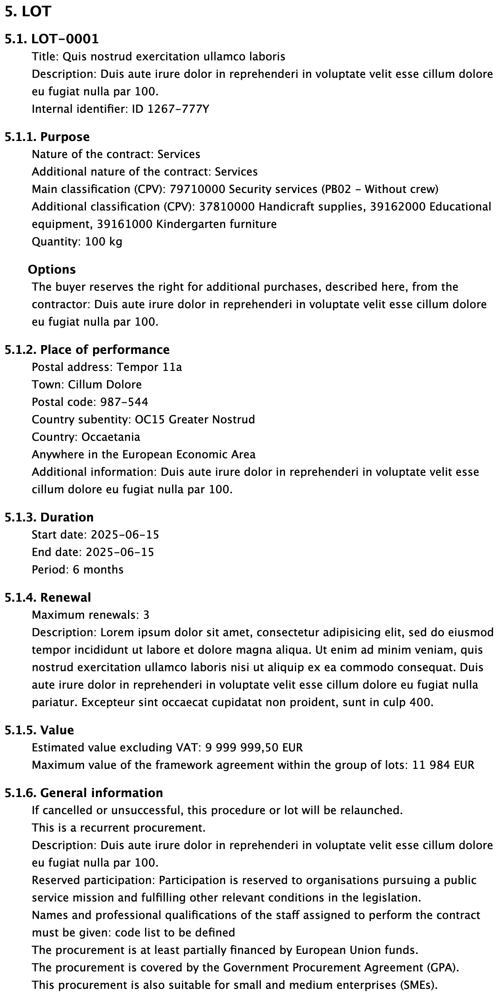 5. LOT
5.1. LOT-0001
Title: Quis nostrud exercitation ullamco laboris
Description: Duis aute irure dolor in reprehenderi in voluptate velit esse cillum dolore
eu fugiat nulla par 100.
Internal identifier: ID 1267-777Y
5.1.1. Purpose
Nature of the contract: Services
Additional nature of the contract: Services
Main classification (CPV): 79710000 Security services (PB02 - Without crew)
Additional classification (CPV): 37810000 Handicraft supplies, 39162000 Educational
equipment, 39161000 Kindergarten furniture
Quantity: 100 kg
Options
The buyer reserves the right for additional purchases, described here, from the
contractor: Duis aute irure dolor in reprehenderi in voluptate velit esse cillum dolore
eu fugiat nulla par 100.
5.1.2. Place of performance
Postal address: Tempor 11a
Town: Cillum Dolore
Postal code: 987-544
Country subentity: OC15 Greater Nostrud
Country: Occaetania
Anywhere in the European Economic Area
Additional information: Duis aute irure dolor in reprehenderi in voluptate velit esse
cillum dolore eu fugiat nulla par 100.
5.1.3. Duration
Start date: 2025-06-15
End date: 2025-06-15
Period: 6 months
5.1.4. Renewal
Maximum renewals: 3
Description: Lorem ipsum dolor sit amet, consectetur adipisicing elit, sed do eiusmod
tempor incididunt ut labore et dolore magna aliqua. Ut enim ad minim veniam, quis
nostrud exercitation ullamco laboris nisi ut aliquip ex ea commodo consequat. Duis
aute irure dolor in reprehenderi in voluptate velit esse cillum dolore eu fugiat nulla
pariatur. Excepteur sint occaecat cupidatat non proident, sunt in culp 400.
5.1.5. Value
Estimated value excluding VAT: 9 999 999,50 EUR
Maximum value of the framework agreement within the group of lots: 11 984 EUR
5.1.6. General information
If cancelled or unsuccessful, this procedure or lot will be relaunched.
This is a recurrent procurement.
Description: Duis aute irure dolor in reprehenderi in voluptate velit esse cillum dolore
eu fugiat nulla par 100.
Reserved participation: Participation is reserved to organisations pursuing a public
service mission and fulfilling other relevant conditions in the legislation.
Names and professional qualifications of the staff assigned to perform the contract
must be given: code list to be defined
The procurement is at least partially financed by European Union funds.
The procurement is covered by the Government Procurement Agreement (GPA).
This procurement is also suitable for small and medium enterprises (SMEs).